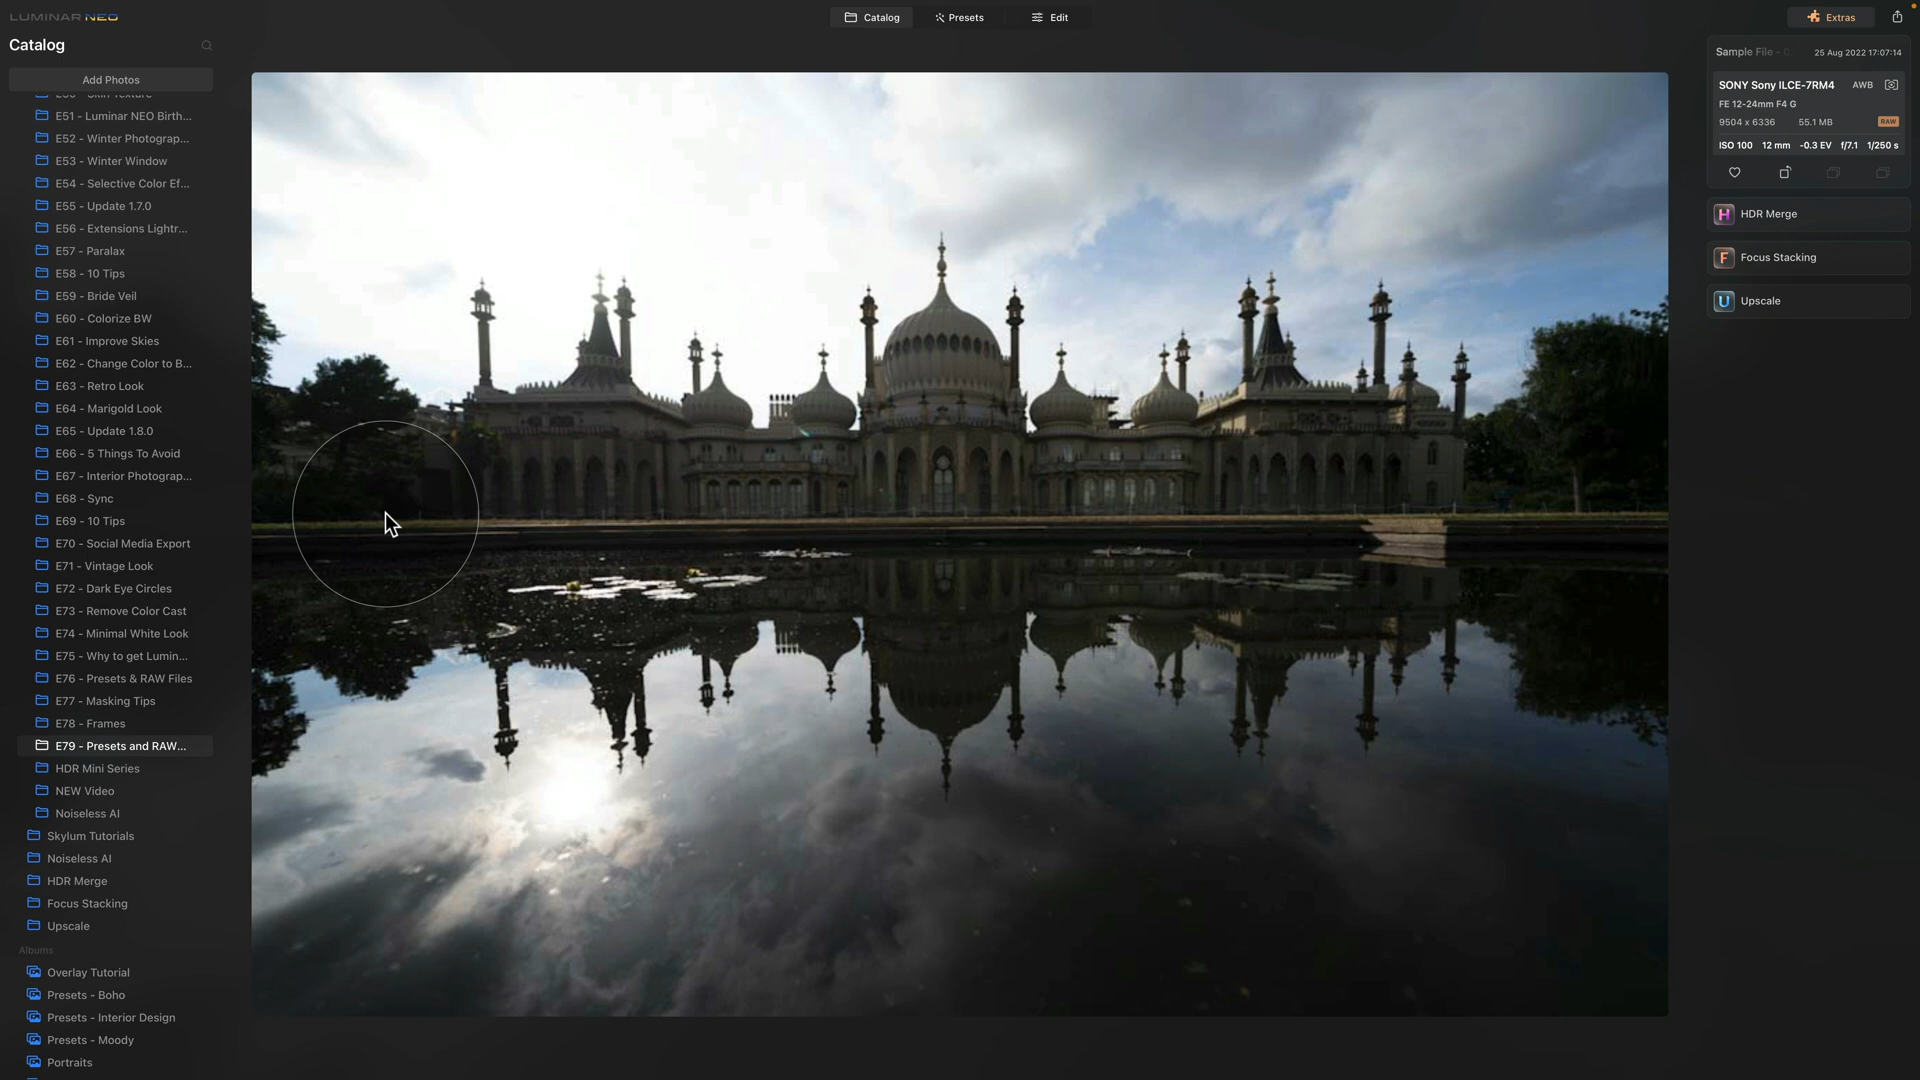 LUMINAR NEO
Catalog
Presets
Edit
Extras
Catalog
Add Photos
E51 - Luminar NEO Birth...
E52 - Winter Photograp...
E53 - Winter Window
E54 - Selective Color Ef...
E55 - Update 1.7.0
E56 - Extensions Lightr...
E57 - Paralax
E58 - 10 Tips
E59 - Bride Veil
E60 - Colorize BW
E61 - Improve Skies
E62 - Change Color to B...
E63 - Retro Look
E64 - Marigold Look
E65 - Update 1.8.0
E66 - 5 Things To Avoid
E67 - Interior Photograp...
E68 - Sync
E69 - 10 Tips
E70 - Social Media Export
E71 - Vintage Look
E72 - Dark Eye Circles
E73 - Remove Color Cast
E74 - Minimal White Look
E75 - Why to get Lumin...
E76 - Presets & RAW Files
E77 - Masking Tips
E78 - Frames
E79 - Presets and RAW...
HDR Mini Series
NEW Video
Noiseless AI
Skylum Tutorials
Noiseless AI
HDR Merge
Focus Stacking
Upscale
Albums
Overlay Tutorial
Presets - Boho
Presets - Interior Design
Presets - Moody
Portraits
Sample File -
25 Aug 2022 17:07:14
SONY Sony ILCE-7RM4 AWB
FE 12-24mm F4 G
9504 x 6336 55.1 MB RAW
ISO 100 12 mm -0.3 EV f/7.1 1/250 s
H HDR Merge
F Focus Stacking
U Upscale